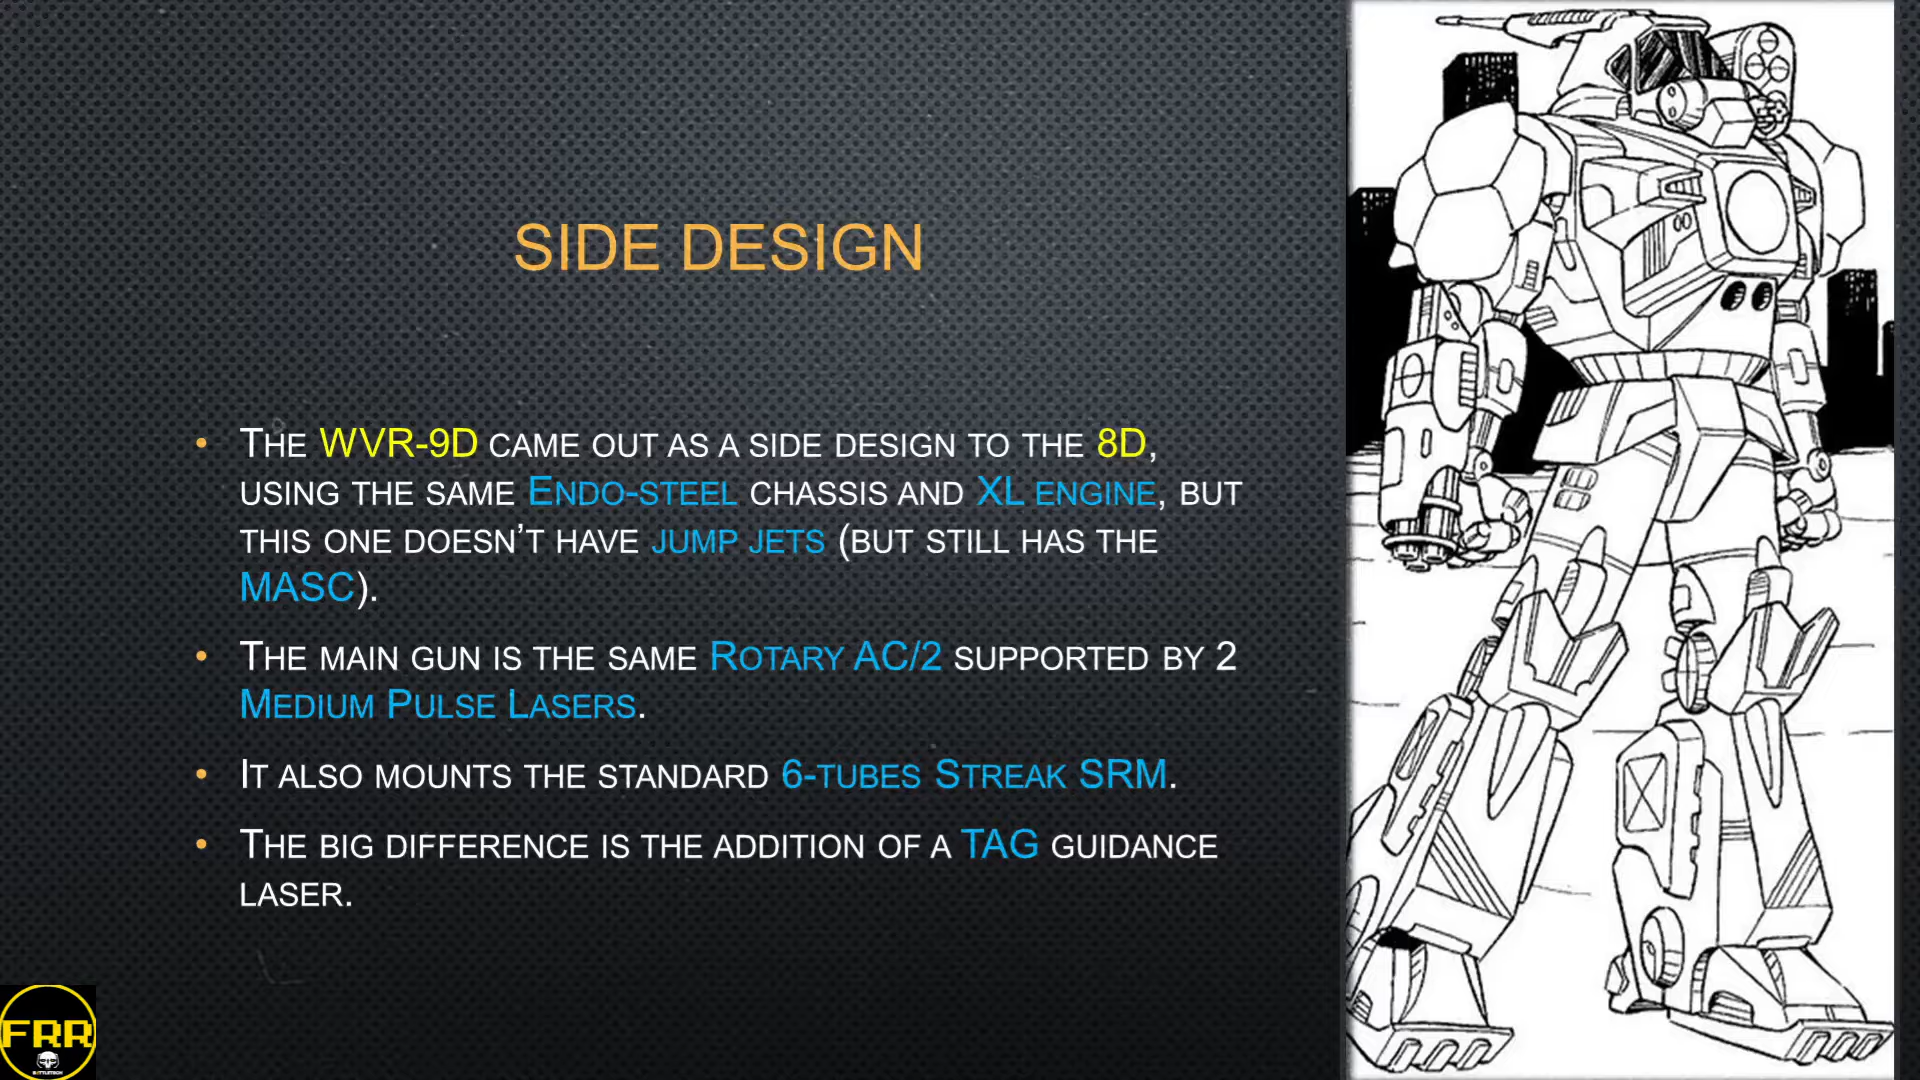 SIDE DESIGN
• THE WVR-9D CAME OUT AS A SIDE DESIGN TO THE 8D,
USING THE SAME ENDO-STEEL CHASSIS AND XL ENGINE, BUT
THIS ONE DOESN’T HAVE JUMP JETS (BUT STILL HAS THE
MASC).
• THE MAIN GUN IS THE SAME ROTARY AC/2 SUPPORTED BY 2
MEDIUM PULSE LASERS.
• IT ALSO MOUNTS THE STANDARD 6-TUBES STREAK SRM.
• THE BIG DIFFERENCE IS THE ADDITION OF A TAG GUIDANCE
LASER.
FRR
BATTLETECH